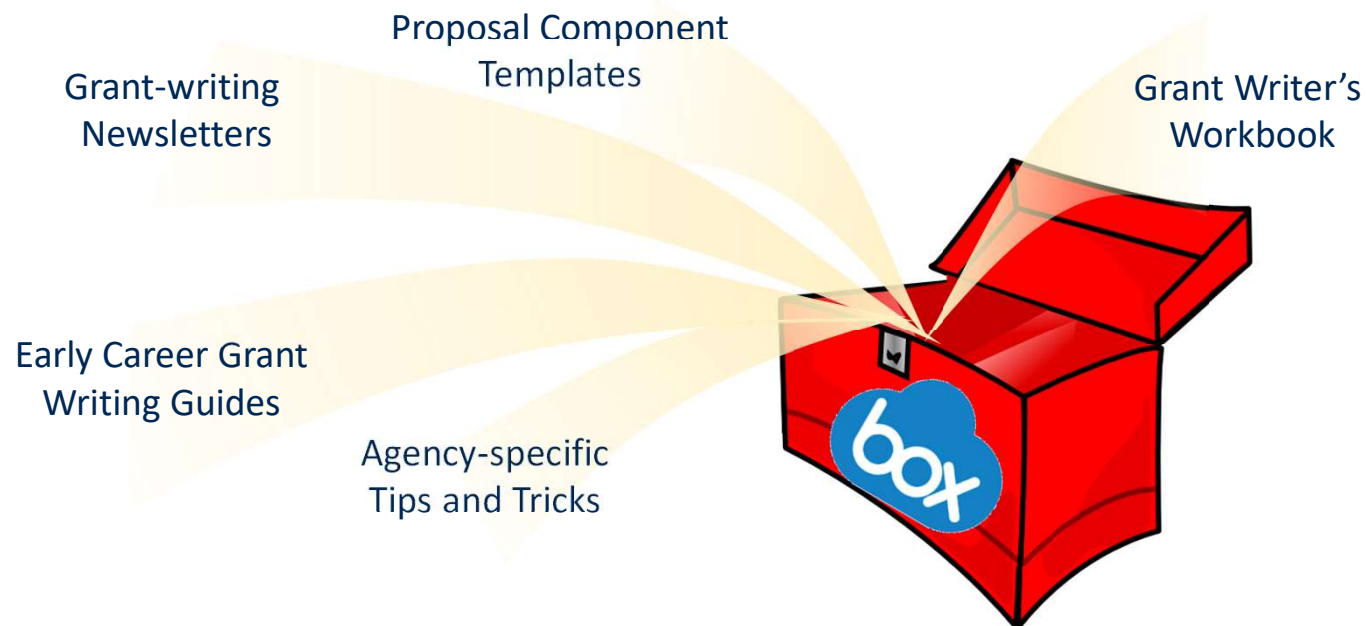 Proposal Component
Templates
Grant-writing
Newsletters
Grant Writer’s
Workbook
Early Career Grant
Writing Guides
Agency-specific
Tips and Tricks
box